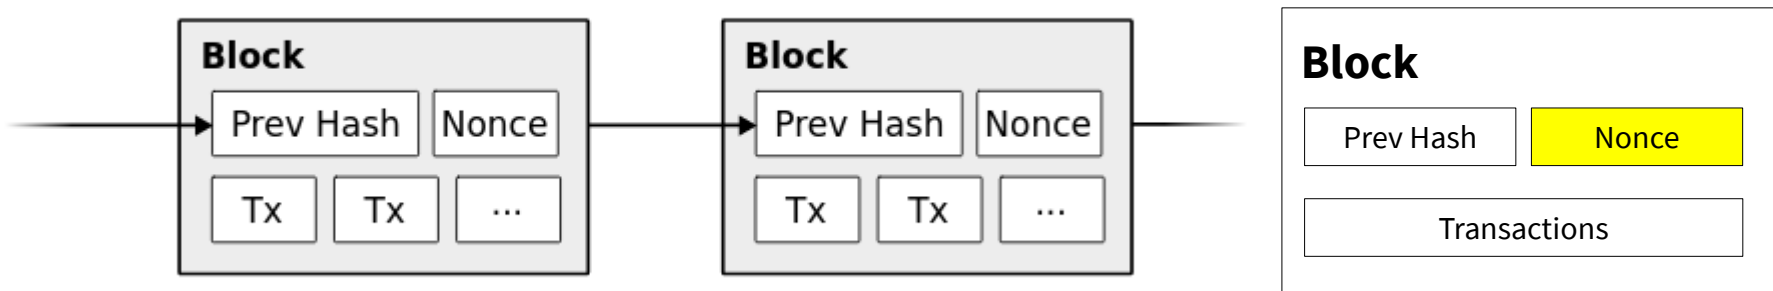 Block
Prev Hash Nonce
Tx Tx ...
Block
Prev Hash Nonce
Tx Tx ...
Block
Prev Hash Nonce
Transactions